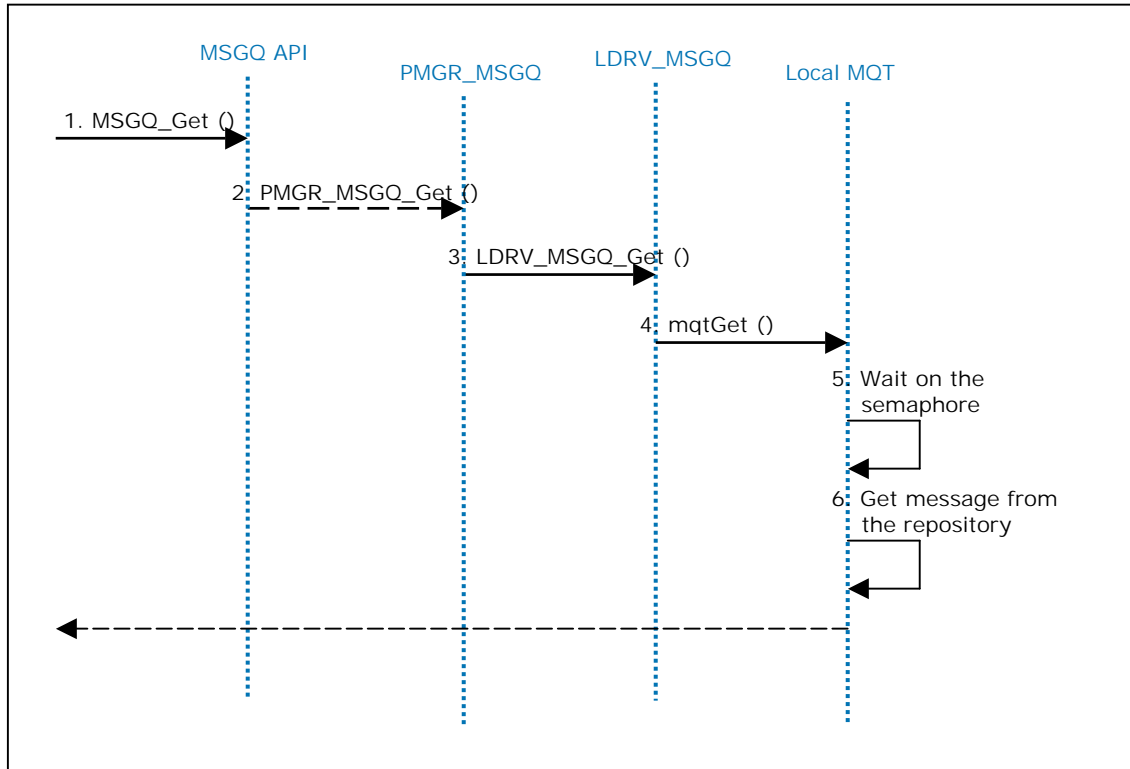 MSGQ API
PMGR_MSGQ
LDRV_MSGQ
Local MQT
1. MSGQ_Get ()
2. PMGR_MSGQ_Get ()
3. LDRV_MSGQ_Get ()
4. mqtGet ()
5. Wait on the
semaphore
6. Get message from
the repository